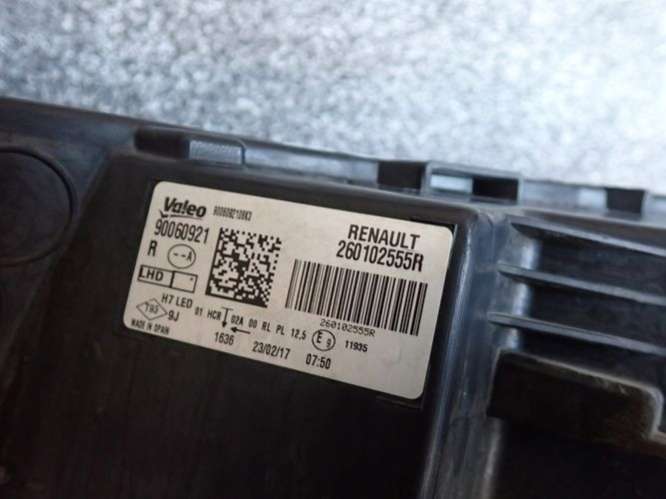 Valeo
90060921
R --A
LHD
H7 LED
T93 9J
MADE IN SPAIN
RENAULT
260102555R
260102555R
01 HCR 02A 00 RL PL 12,5 E9 11935
1636 23/02/17 07:50